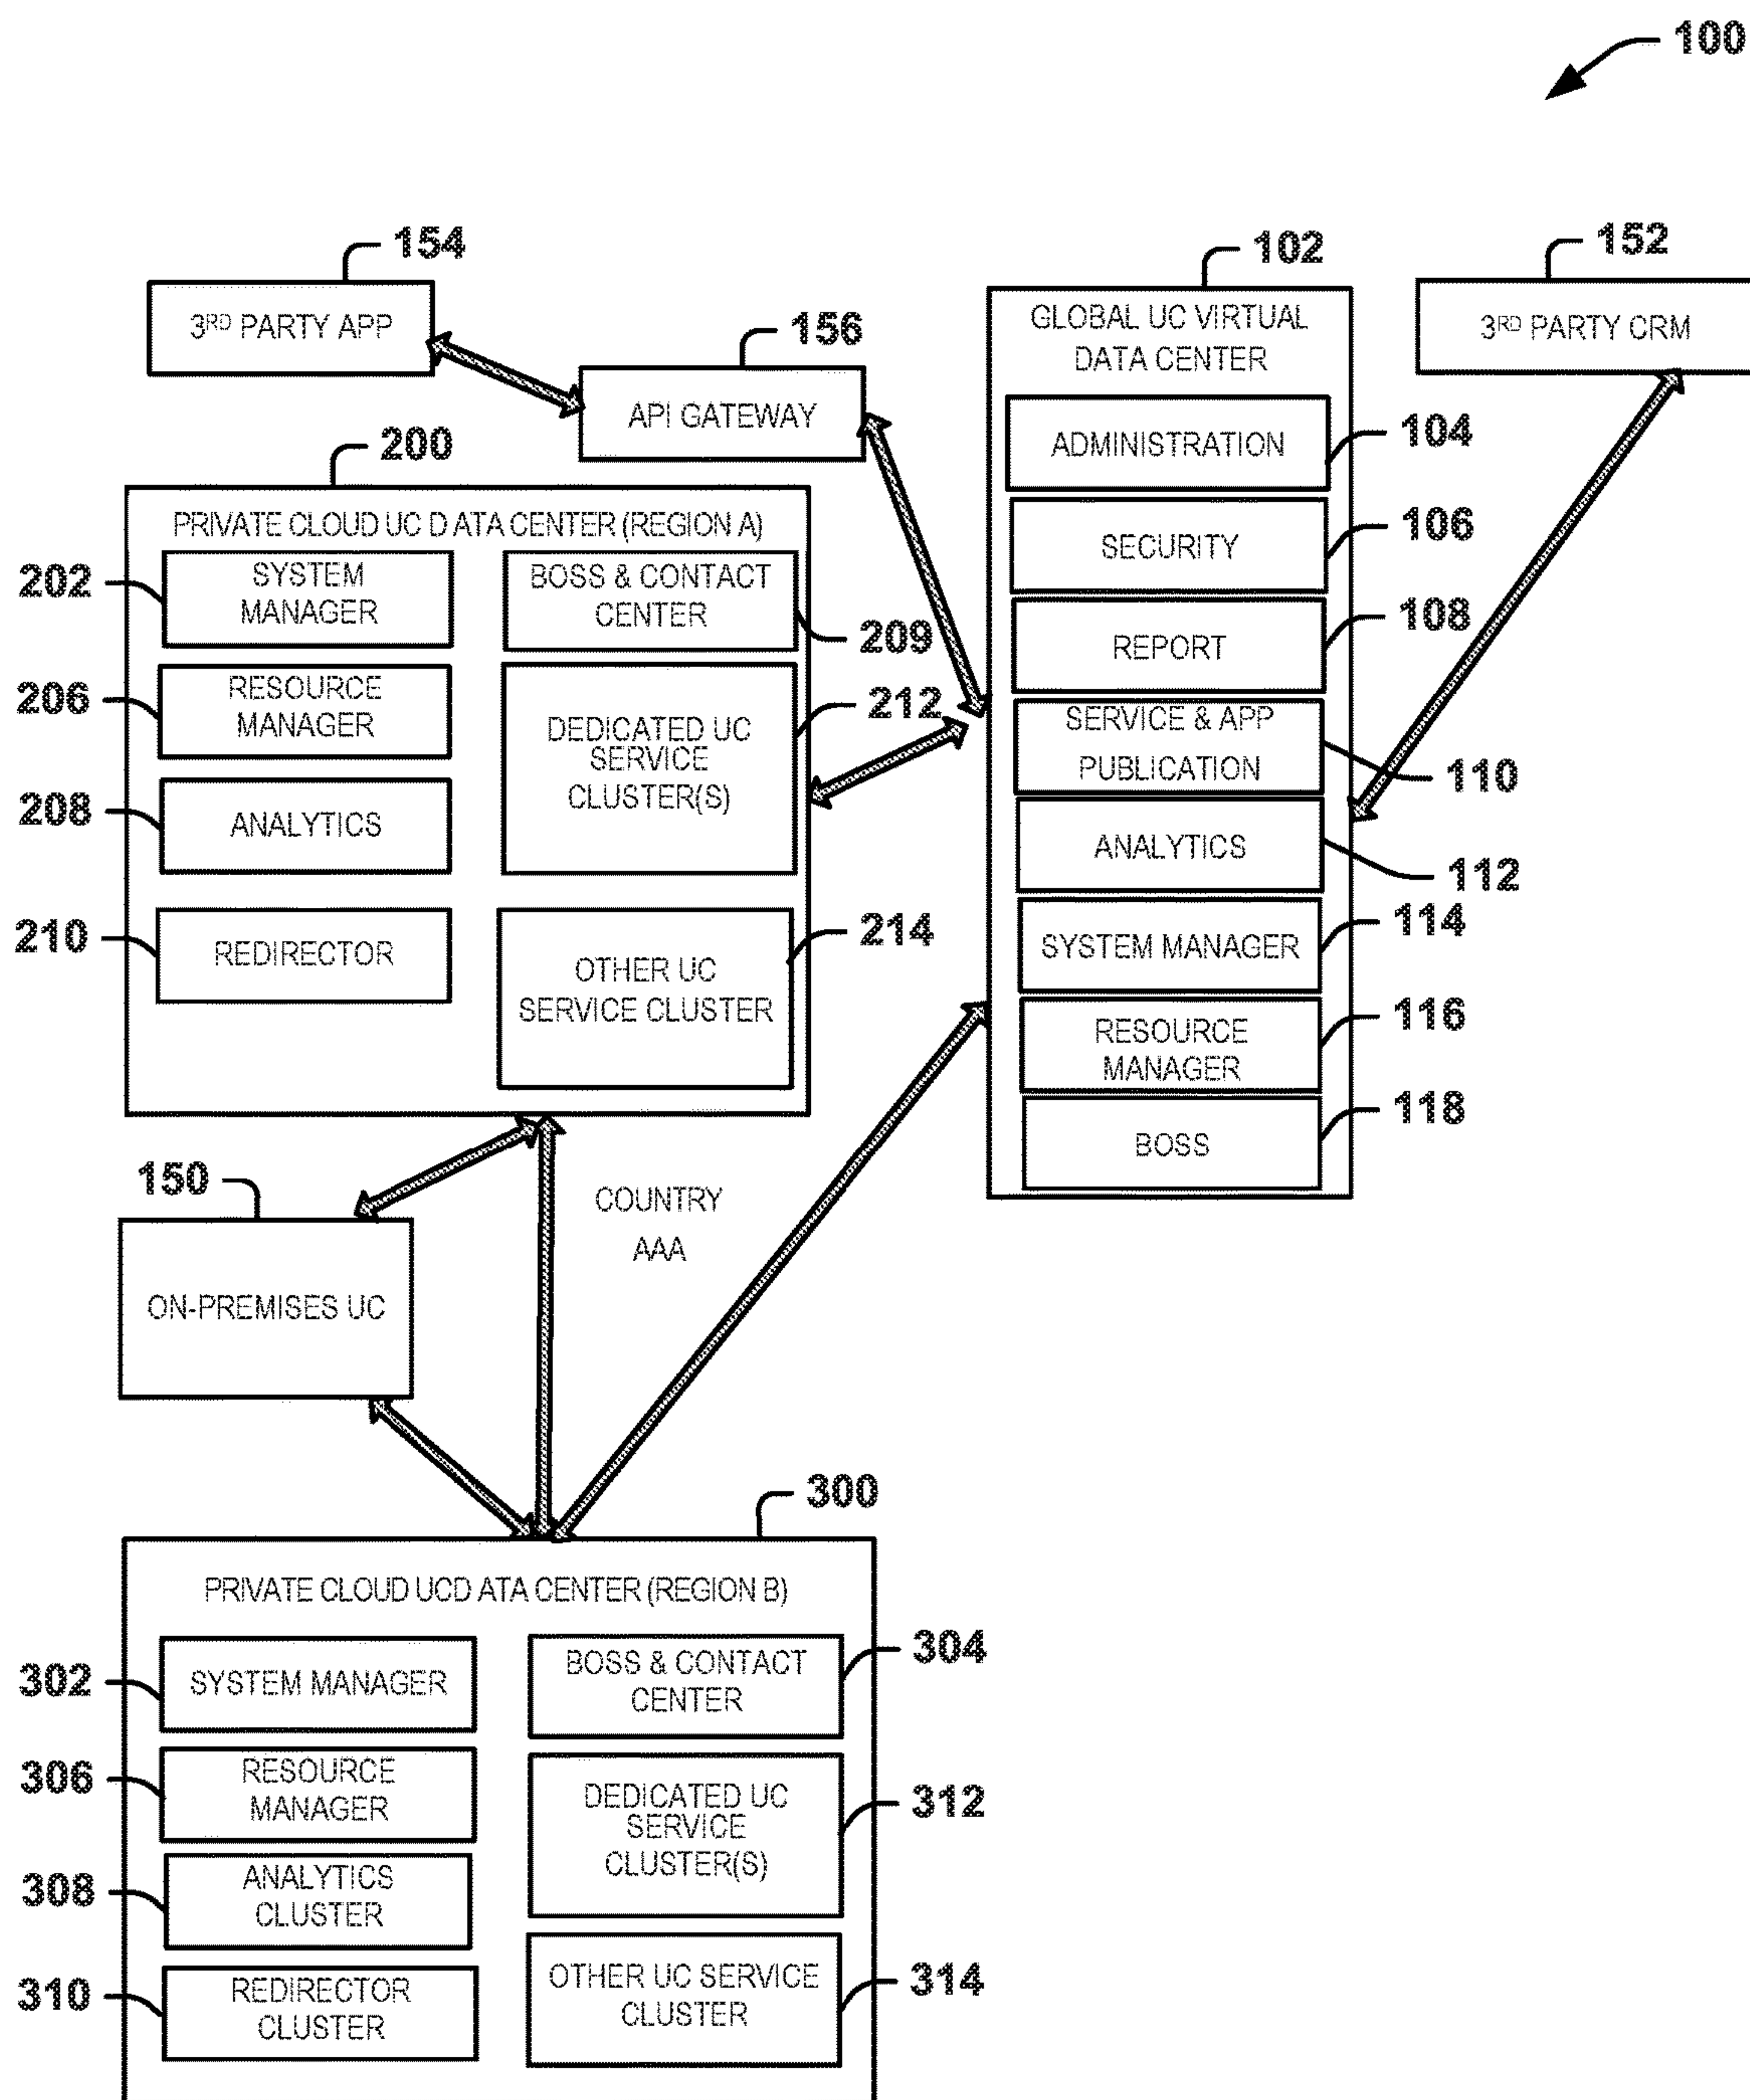 100
154
3RD PARTY APP
156
API GATEWAY
102
GLOBAL UC VIRTUAL
DATA CENTER
152
3RD PARTY CRM
ADMINISTRATION
104
SECURITY
106
REPORT
108
SERVICE & APP
PUBLICATION
110
ANALYTICS
112
SYSTEM MANAGER
114
RESOURCE
MANAGER
116
BOSS
118
200
PRIVATE CLOUD UC D ATA CENTER (REGION A)
202
SYSTEM
MANAGER
BOSS & CONTACT
CENTER
209
206
RESOURCE
MANAGER
DEDICATED UC
SERVICE
CLUSTER(S)
212
208
ANALYTICS
210
REDIRECTOR
OTHER UC
SERVICE CLUSTER
214
150
ON-PREMISES UC
COUNTRY
AAA
300
PRIVATE CLOUD UCD ATA CENTER (REGION B)
302
SYSTEM MANAGER
BOSS & CONTACT
CENTER
304
306
RESOURCE
MANAGER
DEDICATED UC
SERVICE
CLUSTER(S)
312
308
ANALYTICS
CLUSTER
310
REDIRECTOR
CLUSTER
OTHER UC SERVICE
CLUSTER
314